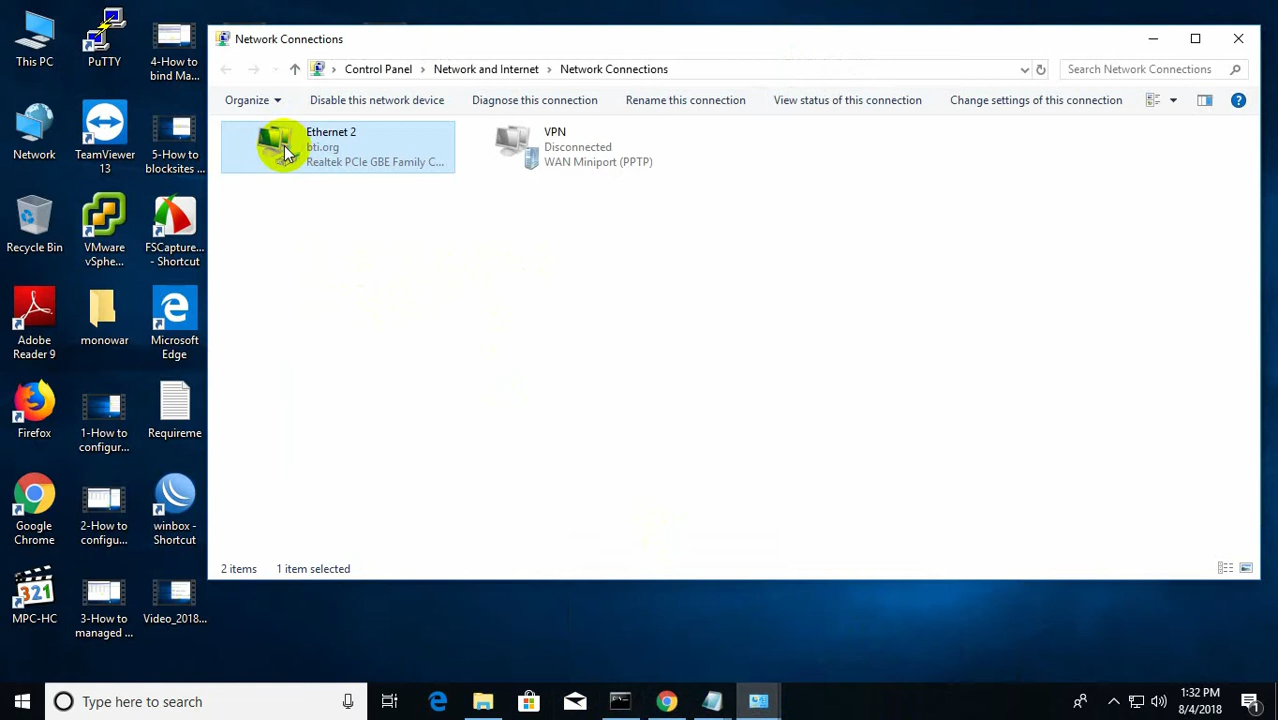 This PC
PuTTY
4-How to
bind Ma...
Network
TeamViewer
13
5-How to
blocksites ...
Recycle Bin
VMware
vSphe...
FSCapture...
- Shortcut
Adobe
Reader 9
monowar
Microsoft
Edge
Firefox
1-How to
configur...
Requireme
Google
Chrome
2-How to
configu...
winbox -
Shortcut
MPC-HC
3-How to
managed ...
Video_2018...
Network Connections
Control Panel > Network and Internet > Network Connections
Search Network Connections
Organize
Disable this network device
Diagnose this connection
Rename this connection
View status of this connection
Change settings of this connection
Ethernet 2
bti.org
Realtek PCIe GBE Family C...
VPN
Disconnected
WAN Miniport (PPTP)
2 items
1 item selected
Type here to search
1:32 PM
8/4/2018
1